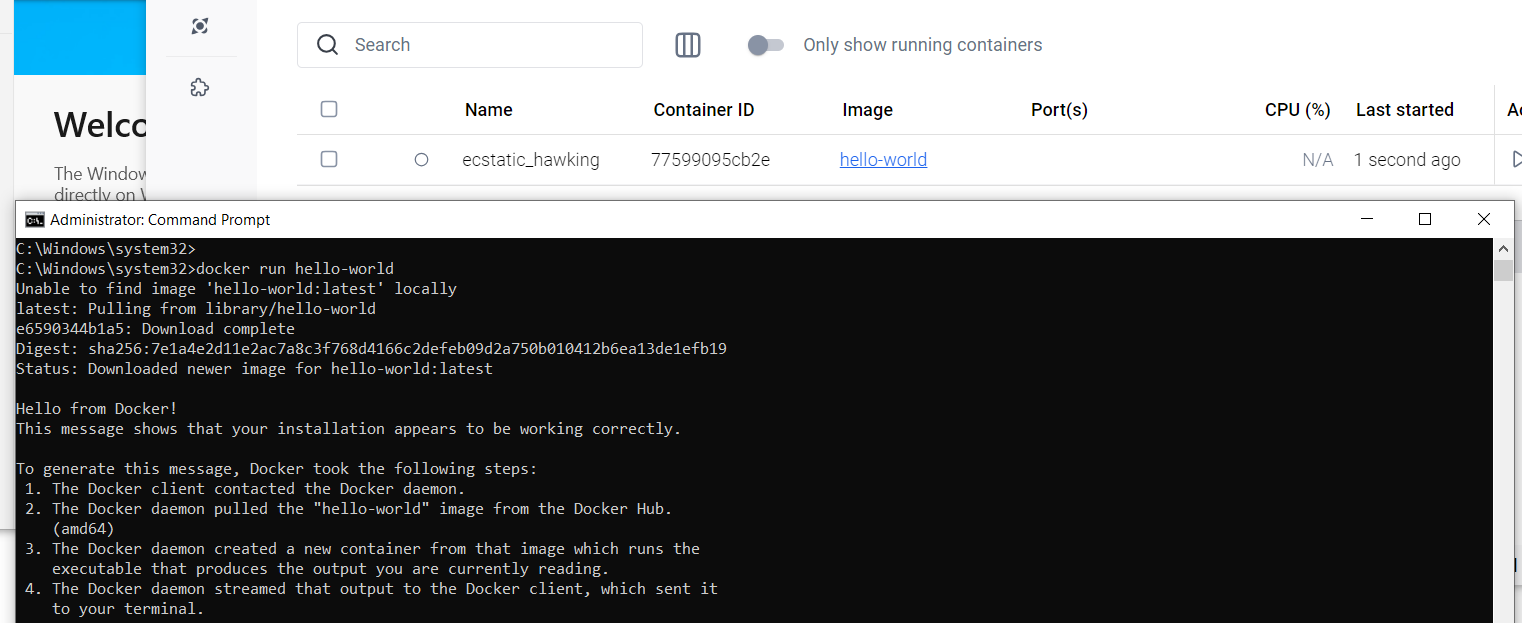 Search
Only show running containers
Name Container ID Image Port(s) CPU (%) Last started
ecstatic_hawking 77599095cb2e hello-world N/A 1 second ago
Welco
The Window
directly on
Administrator: Command Prompt
C:\Windows\system32>
C:\Windows\system32>docker run hello-world
Unable to find image 'hello-world:latest' locally
latest: Pulling from library/hello-world
e6590344b1a5: Download complete
Digest: sha256:7e1a4e2d11e2ac7a8c3f768d4166c2defeb09d2a750b010412b6ea13de1efb19
Status: Downloaded newer image for hello-world:latest
Hello from Docker!
This message shows that your installation appears to be working correctly.
To generate this message, Docker took the following steps:
1. The Docker client contacted the Docker daemon.
2. The Docker daemon pulled the "hello-world" image from the Docker Hub.
(amd64)
3. The Docker daemon created a new container from that image which runs the
executable that produces the output you are currently reading.
4. The Docker daemon streamed that output to the Docker client, which sent it
to your terminal.